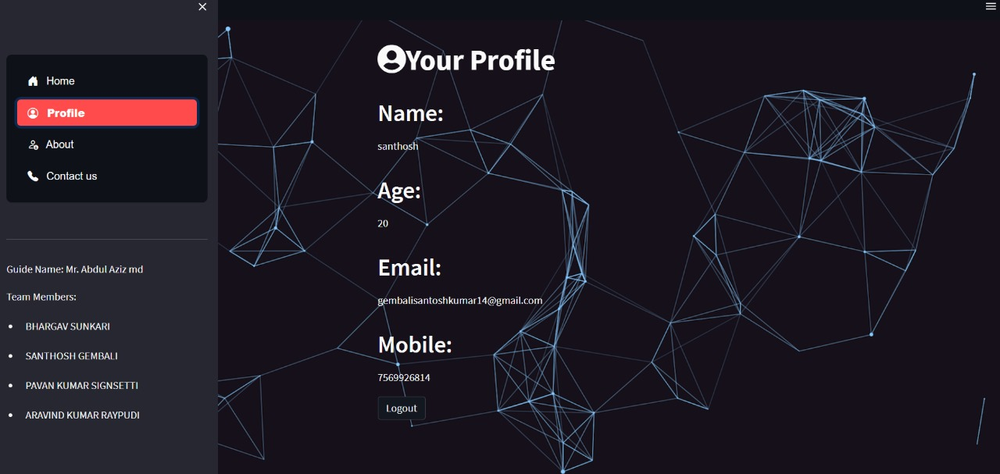 Home
Profile
About
Contact us
Guide Name: Mr. Abdul Aziz md
Team Members:
BHARGAV SUNKARI
SANTHOSH GEMBALI
PAVAN KUMAR SIGNSETTI
ARAVIND KUMAR RAYPUDI
Your Profile
Name:
santhosh
Age:
20
Email:
gembalisantoshkumar14@gmail.com
Mobile:
7569926814
Logout